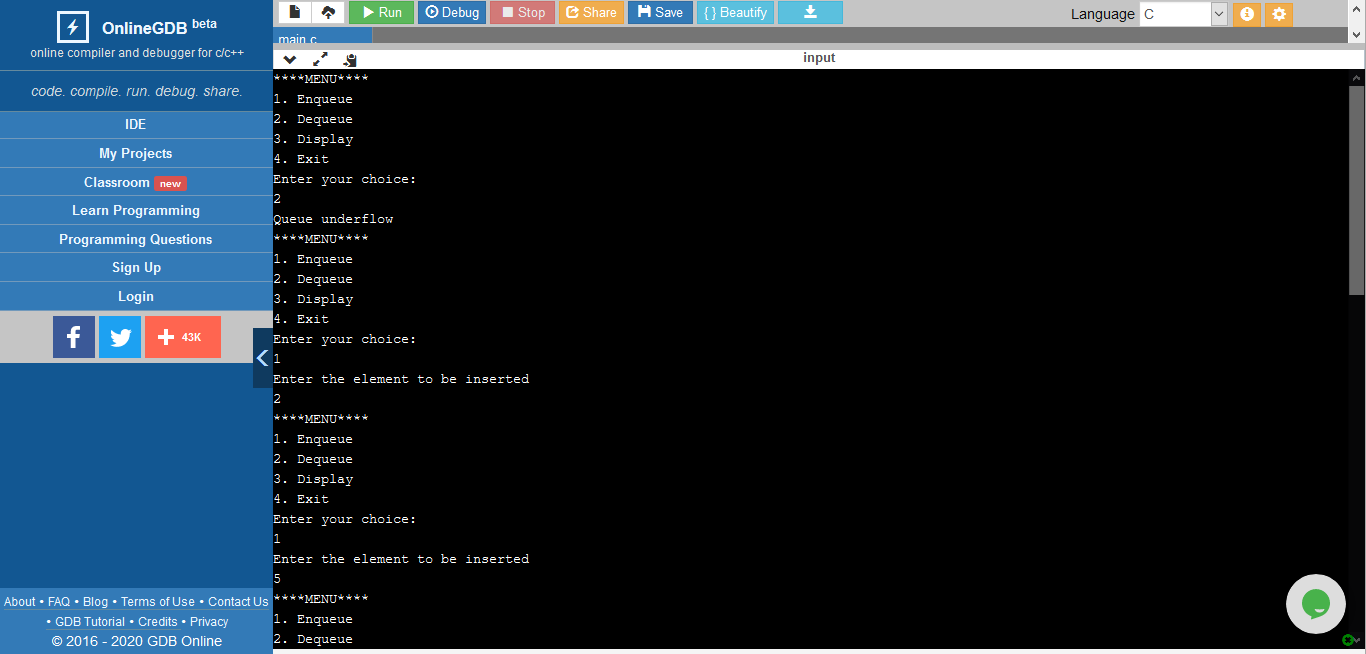 OnlineGDB beta
online compiler and debugger for c/c++
code. compile. run. debug. share.
IDE
My Projects
Classroom new
Learn Programming
Programming Questions
Sign Up
Login
43K
About • FAQ • Blog • Terms of Use • Contact Us
• GDB Tutorial • Credits • Privacy
© 2016 - 2020 GDB Online
Run Debug Stop Share Save { } Beautify
Language C
main.c
input
****MENU****
1. Enqueue
2. Dequeue
3. Display
4. Exit
Enter your choice:
2
Queue underflow
****MENU****
1. Enqueue
2. Dequeue
3. Display
4. Exit
Enter your choice:
1
Enter the element to be inserted
2
****MENU****
1. Enqueue
2. Dequeue
3. Display
4. Exit
Enter your choice:
1
Enter the element to be inserted
5
****MENU****
1. Enqueue
2. Dequeue